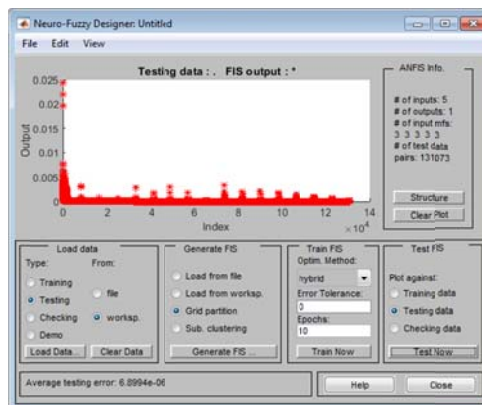 Neuro-Fuzzy Designer: Untitled
File Edit View
Testing data : .   FIS output : *
0.025
0.02
0.015
0.01
0.005
0
Output
0 2 4 6 8 10 12 14
Index
×10^4
ANFIS Info.
# of inputs: 5
# of outputs: 1
# of input mfs:
3 3 3 3 3
# of test data
pairs: 131073
Structure
Clear Plot
Load data
Type: From:
Training
Testing
Checking
Demo
file
worksp.
Load Data... Clear Data
Generate FIS
Load from file
Load from worksp.
Grid partition
Sub. clustering
Generate FIS ...
Train FIS
Optim. Method:
hybrid
Error Tolerance:
0
Epochs:
10
Train Now
Test FIS
Plot against:
Training data
Testing data
Checking data
Test Now
Average testing error: 6.8994e-06
Help Close